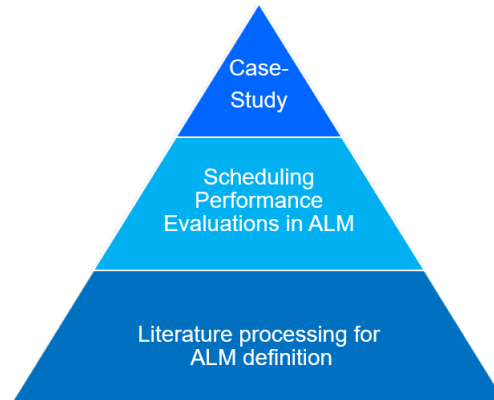 Case-
Study
Scheduling
Performance
Evaluations in ALM
Literature processing for
ALM definition